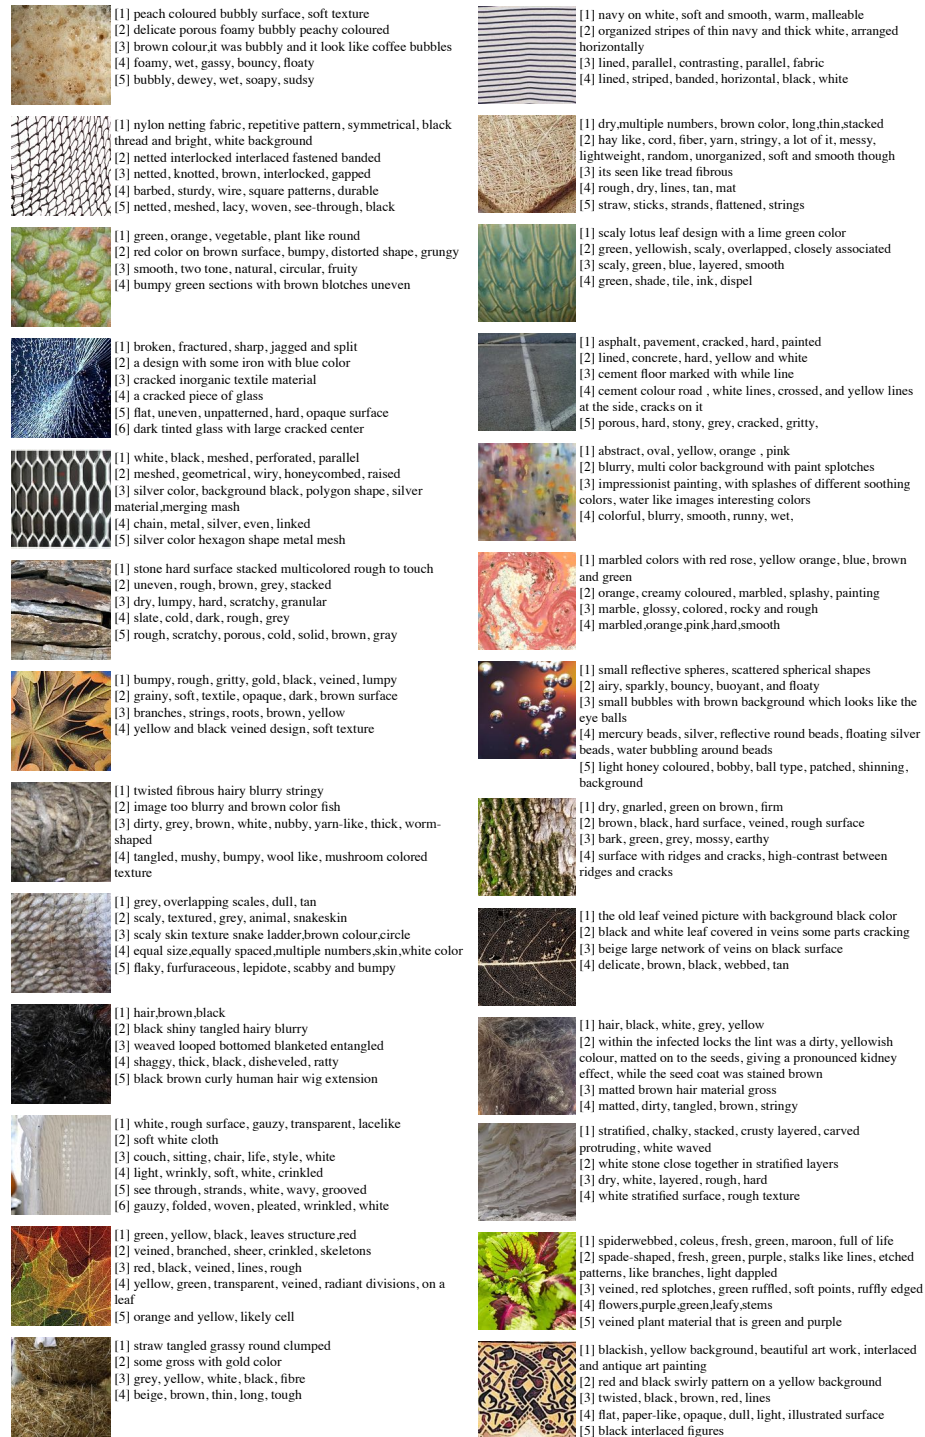 [1] peach coloured bubbly surface, soft texture
[2] delicate porous foamy bubbly peachy coloured
[3] brown colour,it was bubbly and it look like coffee bubbles
[4] foamy, wet, gassy, bouncy, floaty
[5] bubbly, dewey, wet, soapy, sudsy
[1] nylon netting fabric, repetitive pattern, symmetrical, black
thread and bright, white background
[2] netted interlocked interlaced fastened banded
[3] netted, knotted, brown, interlocked, gapped
[4] barbed, sturdy, wire, square patterns, durable
[5] netted, meshed, lacy, woven, see-through, black
[1] green, orange, vegetable, plant like round
[2] red color on brown surface, bumpy, distorted shape, grungy
[3] smooth, two tone, natural, circular, fruity
[4] bumpy green sections with brown blotches uneven
[1] broken, fractured, sharp, jagged and split
[2] a design with some iron with blue color
[3] cracked inorganic textile material
[4] a cracked piece of glass
[5] flat, uneven, unpatterned, hard, opaque surface
[6] dark tinted glass with large cracked center
[1] white, black, meshed, perforated, parallel
[2] meshed, geometrical, wiry, honeycombed, raised
[3] silver color, background black, polygon shape, silver
material,merging mash
[4] chain, metal, silver, even, linked
[5] silver color hexagon shape metal mesh
[1] stone hard surface stacked multicolored rough to touch
[2] uneven, rough, brown, grey, stacked
[3] dry, lumpy, hard, scratchy, granular
[4] slate, cold, dark, rough, grey
[5] rough, scratchy, porous, cold, solid, brown, gray
[1] bumpy, rough, gritty, gold, black, veined, lumpy
[2] grainy, soft, textile, opaque, dark, brown surface
[3] branches, strings, roots, brown, yellow
[4] yellow and black veined design, soft texture
[1] twisted fibrous hairy blurry stringy
[2] image too blurry and brown color fish
[3] dirty, grey, brown, white, nubby, yarn-like, thick, worm-
shaped
[4] tangled, mushy, bumpy, wool like, mushroom colored
texture
[1] grey, overlapping scales, dull, tan
[2] scaly, textured, grey, animal, snakeskin
[3] scaly skin texture snake ladder,brown colour,circle
[4] equal size,equally spaced,multiple numbers,skin,white color
[5] flaky, furfuraceous, lepidote, scabby and bumpy
[1] hair,brown,black
[2] black shiny tangled hairy blurry
[3] weaved looped bottomed blanketed entangled
[4] shaggy, thick, black, disheveled, ratty
[5] black brown curly human hair wig extension
[1] white, rough surface, gauzy, transparent, lacelike
[2] soft white cloth
[3] couch, sitting, chair, life, style, white
[4] light, wrinkly, soft, white, crinkled
[5] see through, strands, white, wavy, grooved
[6] gauzy, folded, woven, pleated, wrinkled, white
[1] green, yellow, black, leaves structure,red
[2] veined, branched, sheer, crinkled, skeletons
[3] red, black, veined, lines, rough
[4] yellow, green, transparent, veined, radiant divisions, on a
leaf
[5] orange and yellow, likely cell
[1] straw tangled grassy round clumped
[2] some gross with gold color
[3] grey, yellow, white, black, fibre
[4] beige, brown, thin, long, tough
[1] navy on white, soft and smooth, warm, malleable
[2] organized stripes of thin navy and thick white, arranged
horizontally
[3] lined, parallel, contrasting, parallel, fabric
[4] lined, striped, banded, horizontal, black, white
[1] dry,multiple numbers, brown color, long,thin,stacked
[2] hay like, cord, fiber, yarn, stringy, a lot of it, messy,
lightweight, random, unorganized, soft and smooth though
[3] its seen like tread fibrous
[4] rough, dry, lines, tan, mat
[5] straw, sticks, strands, flattened, strings
[1] scaly lotus leaf design with a lime green color
[2] green, yellowish, scaly, overlapped, closely associated
[3] scaly, green, blue, layered, smooth
[4] green, shade, tile, ink, dispel
[1] asphalt, pavement, cracked, hard, painted
[2] lined, concrete, hard, yellow and white
[3] cement floor marked with while line
[4] cement colour road , white lines, crossed, and yellow lines
at the side, cracks on it
[5] porous, hard, stony, grey, cracked, gritty,
[1] abstract, oval, yellow, orange , pink
[2] blurry, multi color background with paint splotches
[3] impressionist painting, with splashes of different soothing
colors, water like images interesting colors
[4] colorful, blurry, smooth, runny, wet,
[1] marbled colors with red rose, yellow orange, blue, brown
and green
[2] orange, creamy coloured, marbled, splashy, painting
[3] marble, glossy, colored, rocky and rough
[4] marbled,orange,pink,hard,smooth
[1] small reflective spheres, scattered spherical shapes
[2] airy, sparkly, bouncy, buoyant, and floaty
[3] small bubbles with brown background which looks like the
eye balls
[4] mercury beads, silver, reflective round beads, floating silver
beads, water bubbling around beads
[5] light honey coloured, bobby, ball type, patched, shinning,
background
[1] dry, gnarled, green on brown, firm
[2] brown, black, hard surface, veined, rough surface
[3] bark, green, grey, mossy, earthy
[4] surface with ridges and cracks, high-contrast between
ridges and cracks
[1] the old leaf veined picture with background black color
[2] black and white leaf covered in veins some parts cracking
[3] beige large network of veins on black surface
[4] delicate, brown, black, webbed, tan
[1] hair, black, white, grey, yellow
[2] within the infected locks the lint was a dirty, yellowish
colour, matted on to the seeds, giving a pronounced kidney
effect, while the seed coat was stained brown
[3] matted brown hair material gross
[4] matted, dirty, tangled, brown, stringy
[1] stratified, chalky, stacked, crusty layered, carved
protruding, white waved
[2] white stone close together in stratified layers
[3] dry, white, layered, rough, hard
[4] white stratified surface, rough texture
[1] spiderwebbed, coleus, fresh, green, maroon, full of life
[2] spade-shaped, fresh, green, purple, stalks like lines, etched
patterns, like branches, light dappled
[3] veined, red splotches, green ruffled, soft points, ruffly edged
[4] flowers,purple,green,leafy,stems
[5] veined plant material that is green and purple
[1] blackish, yellow background, beautiful art work, interlaced
and antique art painting
[2] red and black swirly pattern on a yellow background
[3] twisted, black, brown, red, lines
[4] flat, paper-like, opaque, dull, light, illustrated surface
[5] black interlaced figures